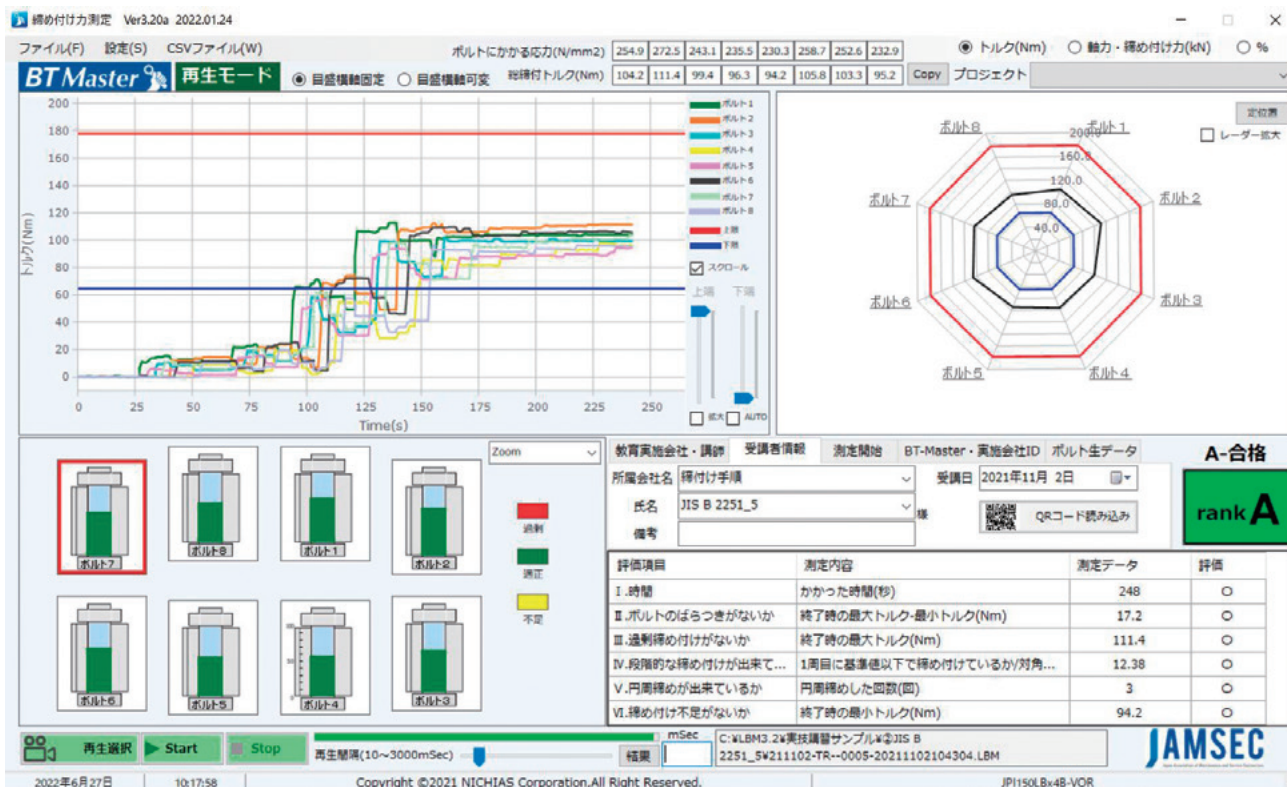 締め付け力測定 Ver3.20a 2022.01.24
ファイル(F) 設定(S) CSVファイル(W)
ボルトにかかる応力(N/mm2) 254.9 272.5 243.1 235.5 230.3 258.7 252.6 232.9
トルク(Nm) 軸力・締め付け力(kN) %
BT Master 再生モード 目盛横軸固定 目盛横軸可変
総締付トルク(Nm) 104.2 111.4 99.4 96.3 94.2 105.8 103.3 95.2 Copy プロジェクト
200
180
160
140
120
100
80
60
40
20
0
トルク(Nm)
0 25 50 75 100 125 150 175 200 225 250
Time(s)
ボルト1
ボルト2
ボルト3
ボルト4
ボルト5
ボルト6
ボルト7
ボルト8
上限
下限
スクロール
上端 下端
拡大 AUTO
定位置
レーダー拡大
ボルト8 200.0 ボルト1
160.0
120.0
ボルト7 80.0 ボルト2
40.0
ボルト6 ボルト3
ボルト5 ボルト4
Zoom
ボルト7 ボルト8 ボルト1 ボルト2
過剰
適正
不足
ボルト6 ボルト5 ボルト4 ボルト3
教育実施会社・講師 受講者情報 測定開始 BT-Master・実施会社ID ボルト生データ
所属会社名 締付け手順 受講日 2021年11月 2日
氏名 JIS B 2251_5 様 QRコード読み込み
備考
A-合格
rank A
評価項目 測定内容 測定データ 評価
Ⅰ.時間 かかった時間(秒) 248 ○
Ⅱ.ボルトのばらつきがないか 終了時の最大トルク-最小トルク(Nm) 17.2 ○
Ⅲ.過剰締め付けがないか 終了時の最大トルク(Nm) 111.4 ○
Ⅳ.段階的な締め付けが出来て... 1周目に基準値以下で締め付けているか/対角... 12.38 ○
Ⅴ.円周締めが出来ているか 円周締めした回数(回) 3 ○
Ⅵ.締め付け不足がないか 終了時の最小トルク(Nm) 94.2 ○
再生選択 Start Stop 再生間隔(10～3000mSec) mSec
結果
C:¥LBM3.2¥実技講習サンプル¥②JIS B
2251_5¥211102-TR--0005-20211102104304.LBM
JAMSEC
2022年6月27日 10:17:58 Copyright ©2021 NICHIAS Corporation.All Right Reserved. JPI150LBx4B-VOR